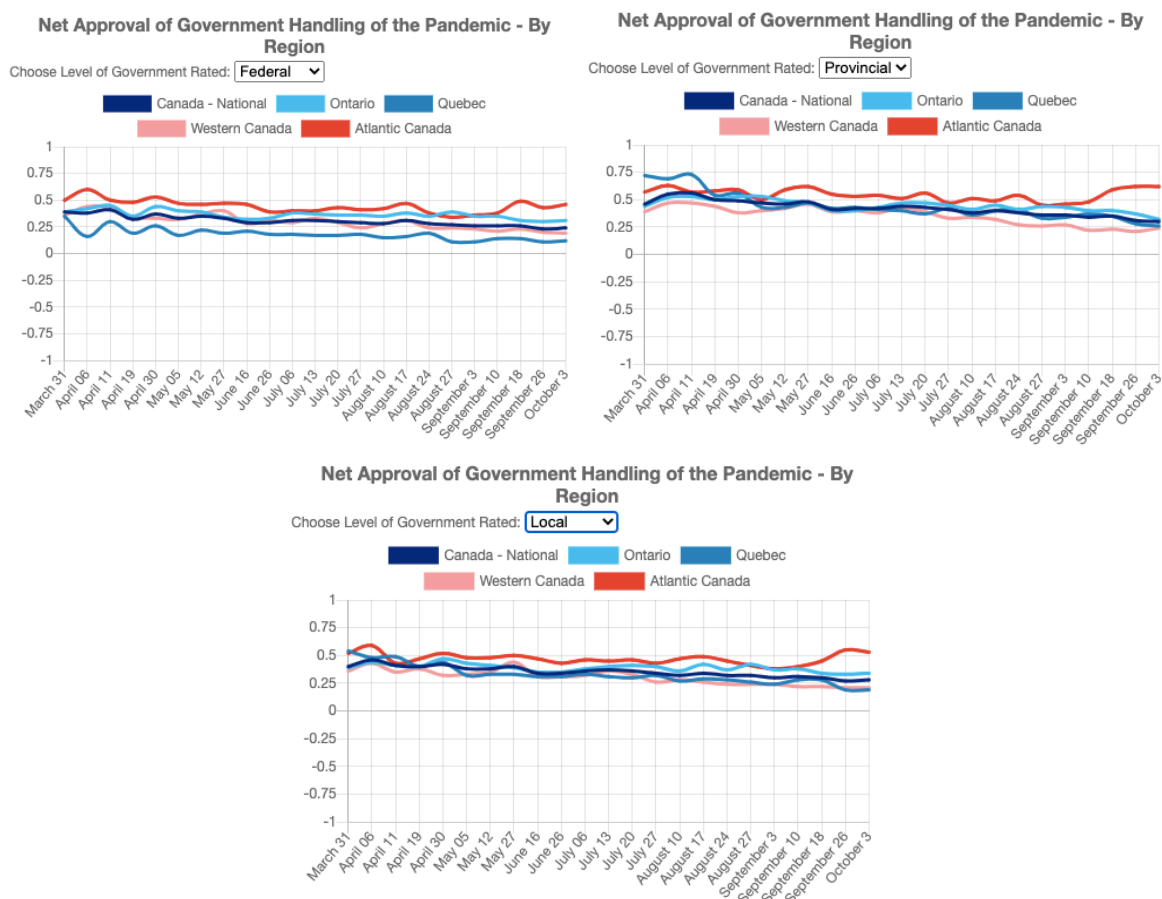 Net Approval of Government Handling of the Pandemic - By
Region
Choose Level of Government Rated: Federal
Canada - National Ontario Quebec
Western Canada Atlantic Canada
1
0.75
0.5
0.25
0
-0.25
-0.5
-0.75
-1
March 31
April 06
April 11
April 19
April 30
May 05
May 12
May 27
June 16
June 26
July 06
July 13
July 20
July 27
August 10
August 17
August 24
August 27
September 3
September 10
September 18
September 26
October 3
Net Approval of Government Handling of the Pandemic - By
Region
Choose Level of Government Rated: Provincial
Canada - National Ontario Quebec
Western Canada Atlantic Canada
1
0.75
0.5
0.25
0
-0.25
-0.5
-0.75
-1
March 31
April 06
April 11
April 19
April 30
May 05
May 12
May 27
June 16
June 26
July 06
July 13
July 20
July 27
August 10
August 17
August 24
August 27
September 3
September 10
September 18
September 26
October 3
Net Approval of Government Handling of the Pandemic - By
Region
Choose Level of Government Rated: Local
Canada - National Ontario Quebec
Western Canada Atlantic Canada
1
0.75
0.5
0.25
0
-0.25
-0.5
-0.75
-1
March 31
April 06
April 11
April 19
April 30
May 05
May 12
May 27
June 16
June 26
July 06
July 13
July 20
July 27
August 10
August 17
August 24
August 27
September 3
September 10
September 18
September 26
October 3